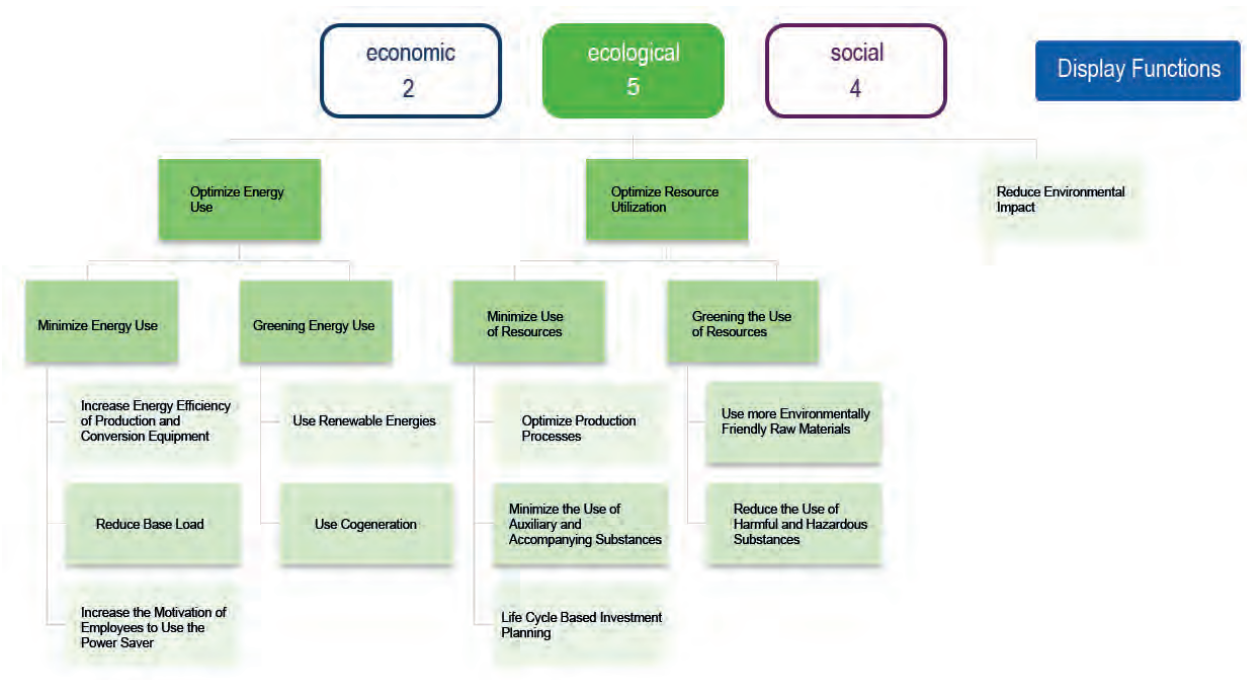 economic
2
ecological
5
social
4
Display Functions
Optimize Energy
Use
Optimize Resource
Utilization
Reduce Environmental
Impact
Minimize Energy Use
Greening Energy Use
Minimize Use
of Resources
Greening the Use
of Resources
Increase Energy Efficiency
of Production and
Conversion Equipment
Use Renewable Energies
Optimize Production
Processes
Use more Environmentally
Friendly Raw Materials
Reduce Base Load
Use Cogeneration
Minimize the Use of
Auxiliary and
Accompanying Substances
Reduce the Use of
Harmful and Hazardous
Substances
Increase the Motivation of
Employees to Use the
Power Saver
Life Cycle Based Investment
Planning